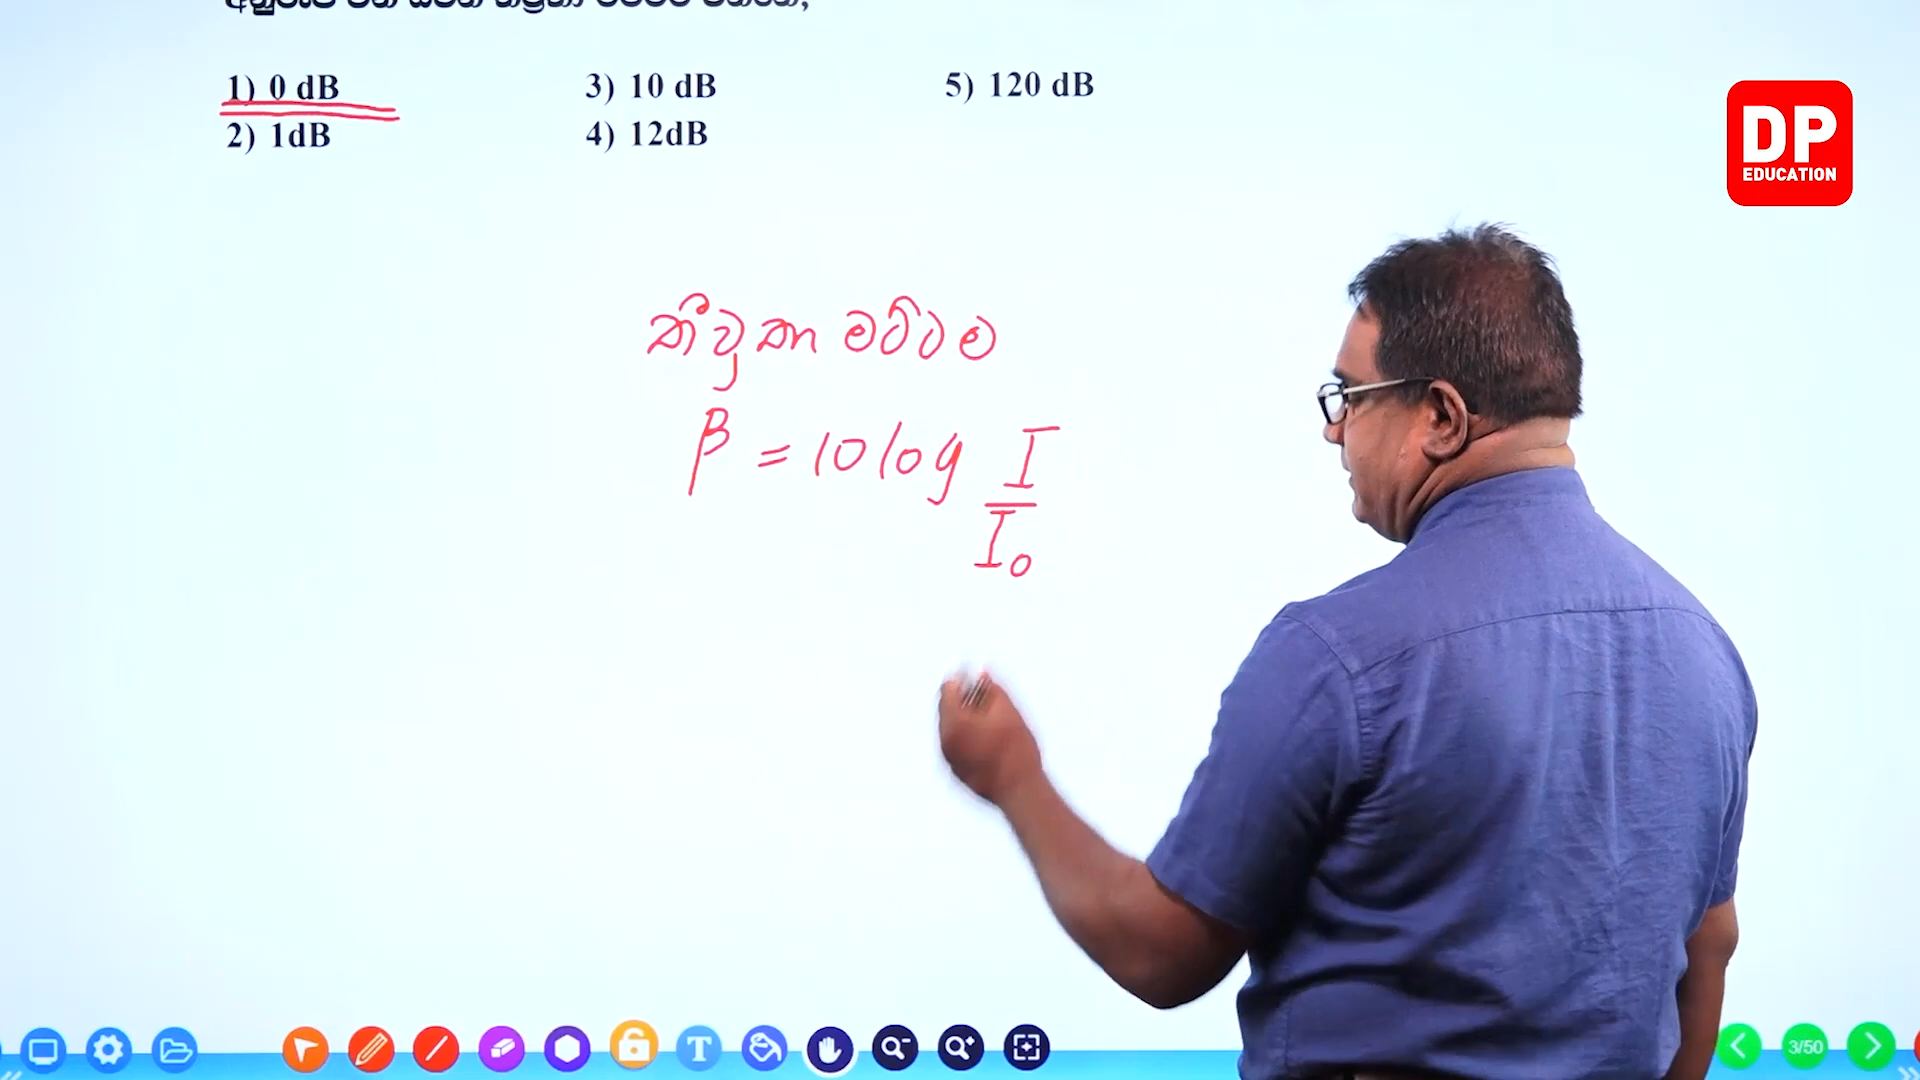 1) 0 dB
3) 10 dB
5) 120 dB
2) 1dB
4) 12dB
DP
EDUCATION
තීව්‍රතා මට්ටම
β = 10 log I
I₀
T
3/50